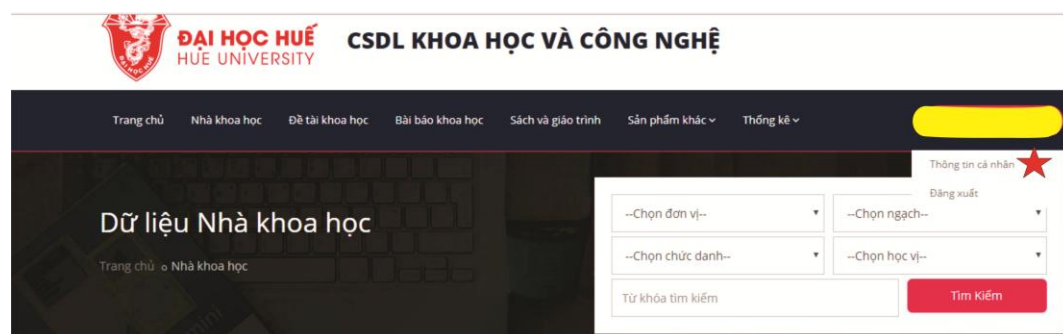 ĐẠI HỌC HUẾ
HUE UNIVERSITY
CSDL KHOA HỌC VÀ CÔNG NGHỆ
Trang chủ Nhà khoa học Đề tài khoa học Bài báo khoa học Sách và giáo trình Sản phẩm khác Thống kê
Thông tin cá nhân
Đăng xuất
Dữ liệu Nhà khoa học
Trang chủ Nhà khoa học
--Chọn đơn vị-- --Chọn ngạch--
--Chọn chức danh-- --Chọn học vị--
Từ khóa tìm kiếm Tìm Kiếm
ĐẠI HỌC HUẾ